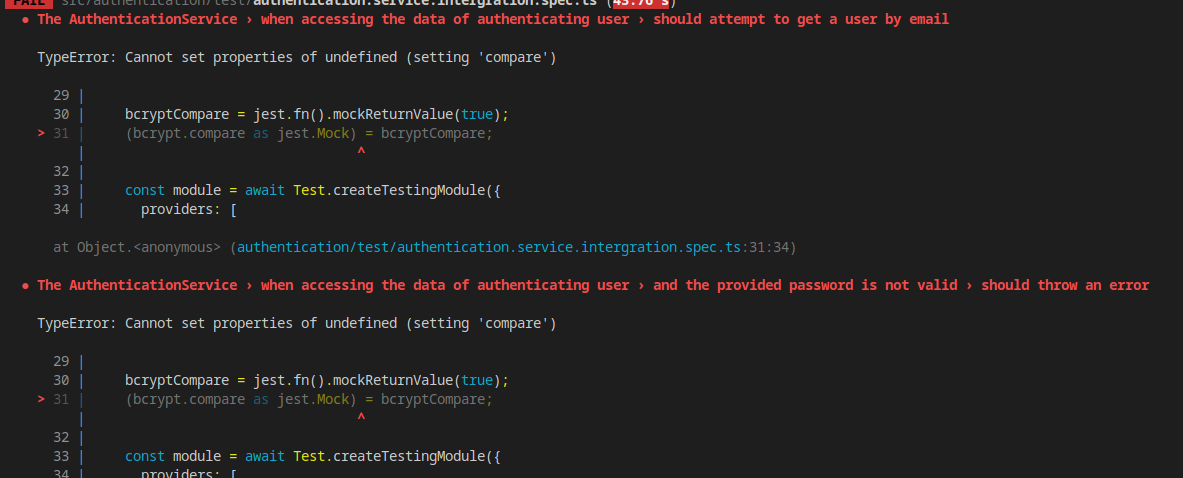 FAIL src/authentication/test/authentication.service.intergration.spec.ts (43.76 s)
● The AuthenticationService › when accessing the data of authenticating user › should attempt to get a user by email
TypeError: Cannot set properties of undefined (setting 'compare')
29 |
30 | bcryptCompare = jest.fn().mockReturnValue(true);
> 31 | (bcrypt.compare as jest.Mock) = bcryptCompare;
| ^
32 |
33 | const module = await Test.createTestingModule({
34 | providers: [
at Object.<anonymous> (authentication/test/authentication.service.intergration.spec.ts:31:34)
● The AuthenticationService › when accessing the data of authenticating user › and the provided password is not valid › should throw an error
TypeError: Cannot set properties of undefined (setting 'compare')
29 |
30 | bcryptCompare = jest.fn().mockReturnValue(true);
> 31 | (bcrypt.compare as jest.Mock) = bcryptCompare;
| ^
32 |
33 | const module = await Test.createTestingModule({
34 | providers: [